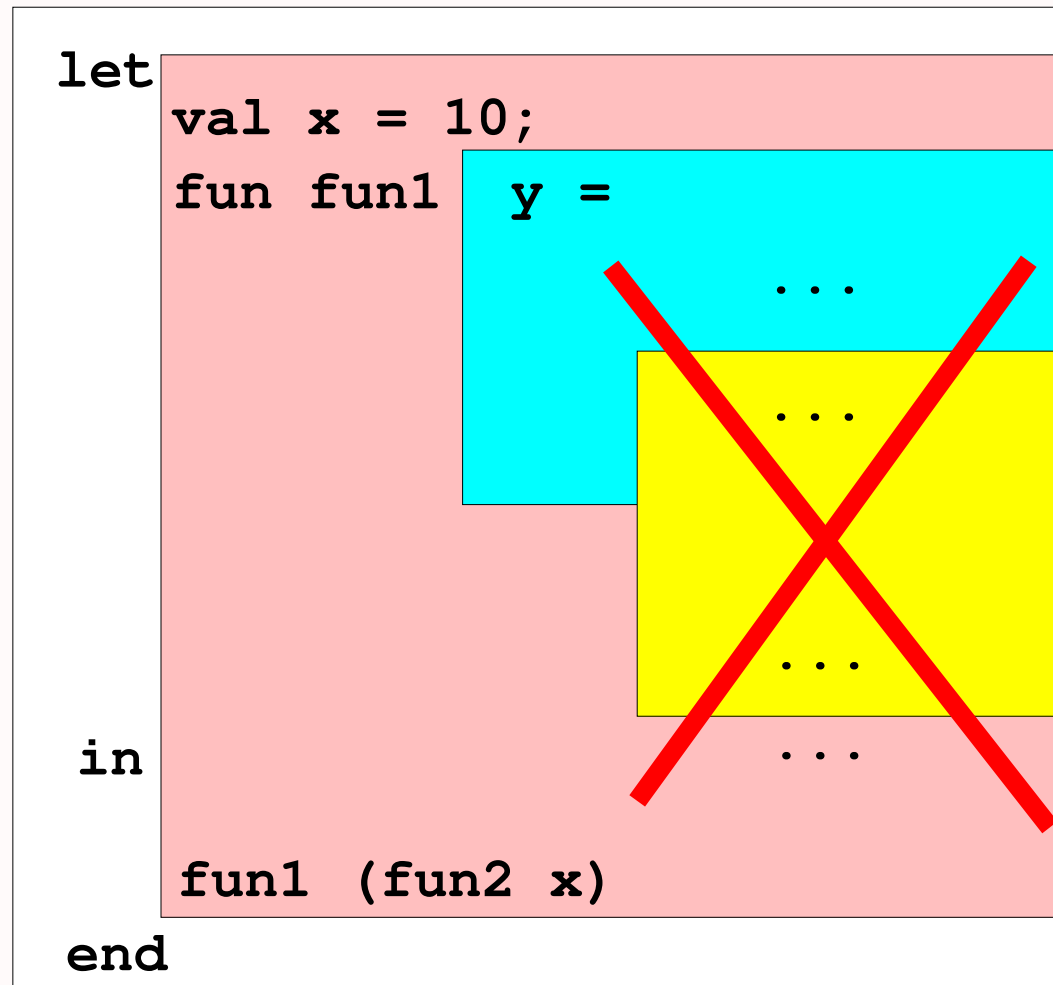 let
val x = 10;
fun fun1 y =
...
...
...
in
...
fun1 (fun2 x)
end